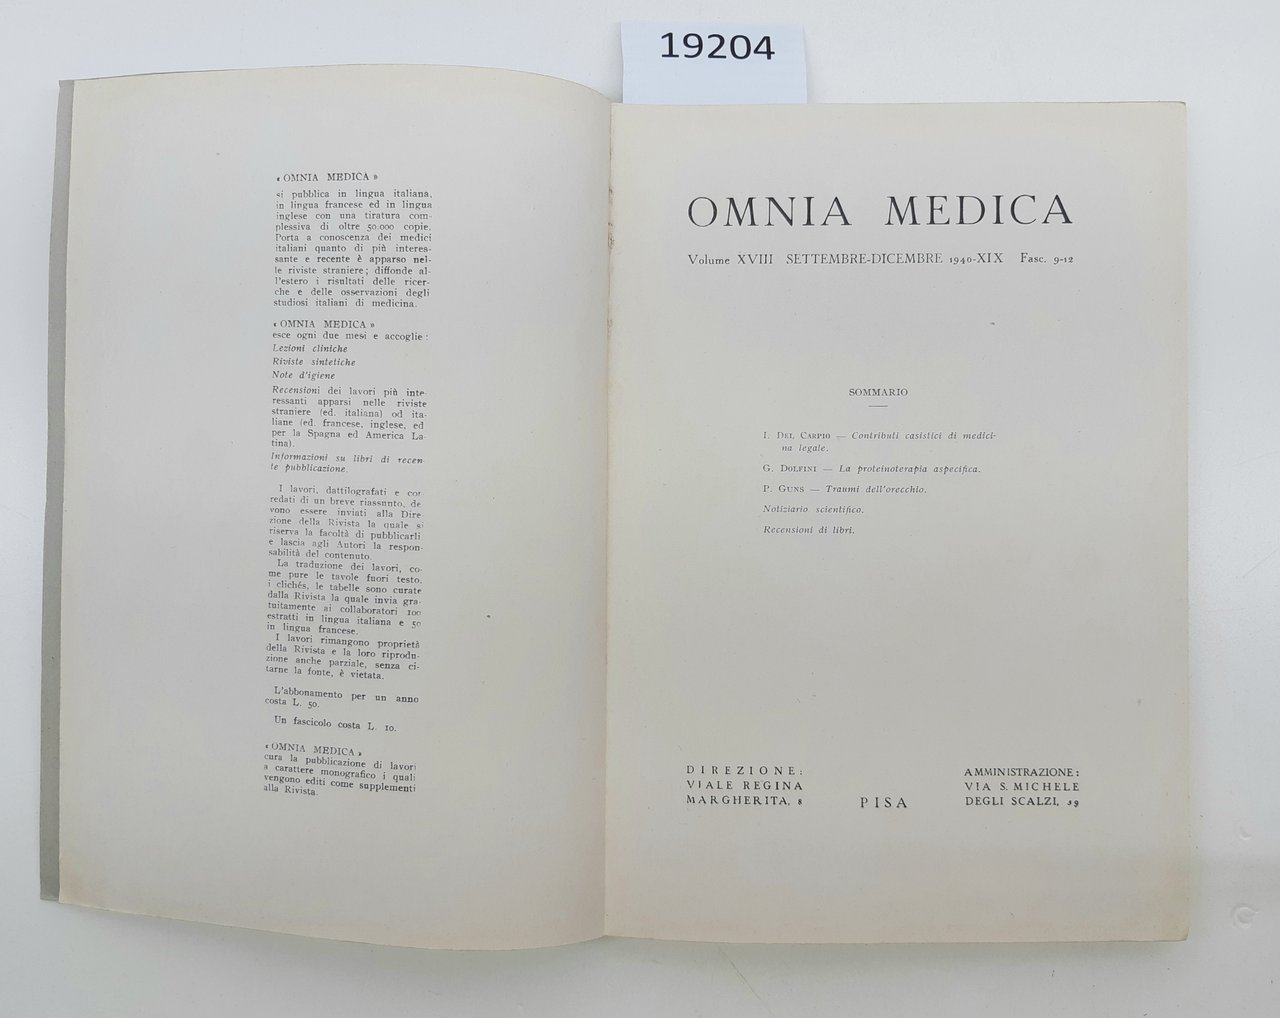 19204
« OMNIA MEDICA »
si pubblica in lingua italiana,
in lingua francese ed in lingua
inglese con una tiratura com-
plessiva di oltre 50.000 copie.
Porta a conoscenza dei medici
italiani quanto di più interes-
sante e recente è apparso nel-
le riviste straniere; diffonde al-
l'estero i risultati delle ricer-
che e delle osservazioni degli
studiosi italiani di medicina.
« OMNIA MEDICA »
esce ogni due mesi e accoglie :
Lezioni cliniche
Riviste sintetiche
Note d'igiene
Recensioni dei lavori più inte-
ressanti apparsi nelle riviste
straniere (ed. italiana) od ita-
liane (ed. francese, inglese, ed
per la Spagna ed America La-
tina).
Informazioni su libri di recen-
te pubblicazione.
I lavori, dattilografati e cor
redati di un breve riassunto, de
vono essere inviati alla Dire-
zione della Rivista la quale si
riserva la facoltà di pubblicarli
e lascia agli Autori la respon-
sabilità del contenuto.
La traduzione dei lavori, co-
me pure le tavole fuori testo,
i clichés, le tabelle sono curate
dalla Rivista la quale invia gra-
tuitamente ai collaboratori 100
estratti in lingua italiana e 50
in lingua francese.
I lavori rimangono proprietà
della Rivista e la loro riprodu-
zione anche parziale, senza ci-
tarne la fonte, è vietata.
L'abbonamento per un anno
costa L. 50.
Un fascicolo costa L. 10.
« OMNIA MEDICA »
cura la pubblicazione di lavori
a carattere monografico i quali
vengono editi come supplementi
alla Rivista.
OMNIA MEDICA
Volume XVIII SETTEMBRE-DICEMBRE 1940-XIX Fasc. 9-12
SOMMARIO
I. Del Carpio — Contributi casistici di medici-
na legale.
G. Dolfini — La proteinoterapia aspecifica.
P. Guns — Traumi dell'orecchio.
Notiziario scientifico.
Recensioni di libri.
DIREZIONE:
VIALE REGINA
MARGHERITA, 8
PISA
AMMINISTRAZIONE:
VIA S. MICHELE
DEGLI SCALZI, 39